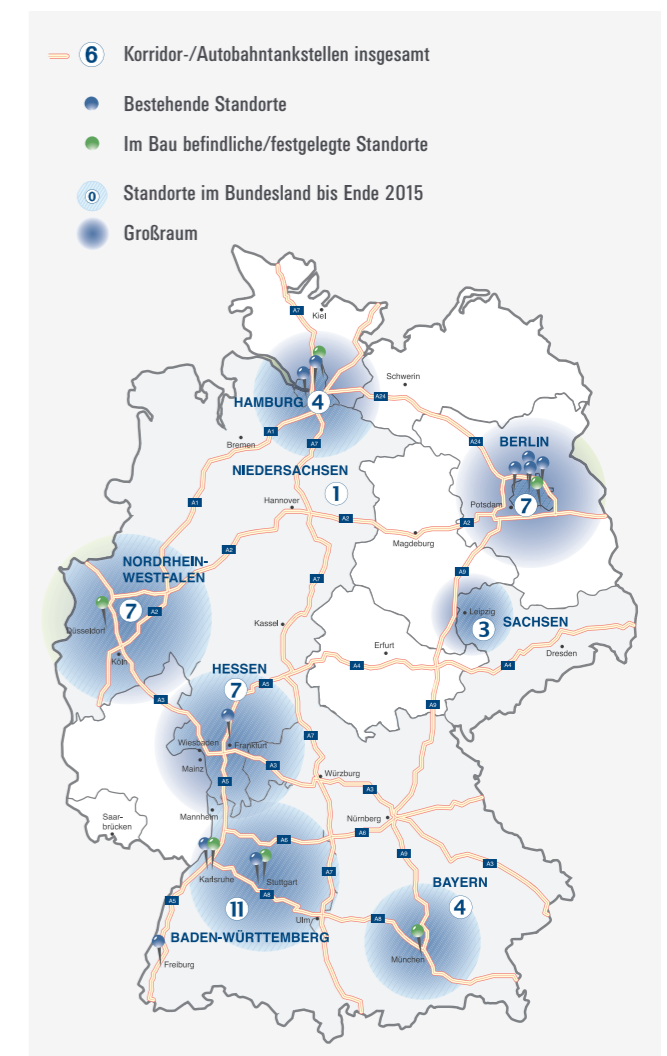 6 Korridor-/Autobahntankstellen insgesamt
Bestehende Standorte
Im Bau befindliche/festgelegte Standorte
0 Standorte im Bundesland bis Ende 2015
Großraum
A7
Kiel
Schwerin
HAMBURG 4
A24
A1
A7
Bremen
A24
BERLIN
NIEDERSACHSEN
1
Hannover
Potsdam
7
A1
A2
A2
Magdeburg
A2
NORDRHEIN-
WESTFALEN
A9
A7
7
A2
Leipzig
Düsseldorf
Kassel
3
SACHSEN
Köln
Erfurt
Dresden
HESSEN
A4
A4
7
A5
A3
A9
Wiesbaden
Frankfurt
A7
Mainz
A3
Würzburg
A5
A3
Saar-
brücken
Mannheim
Nürnberg
A6
A6
A9
A3
Karlsruhe
Stuttgart
A7
BAYERN
A5
A8
4
11
Ulm
A8
BADEN-WÜRTTEMBERG
München
Freiburg